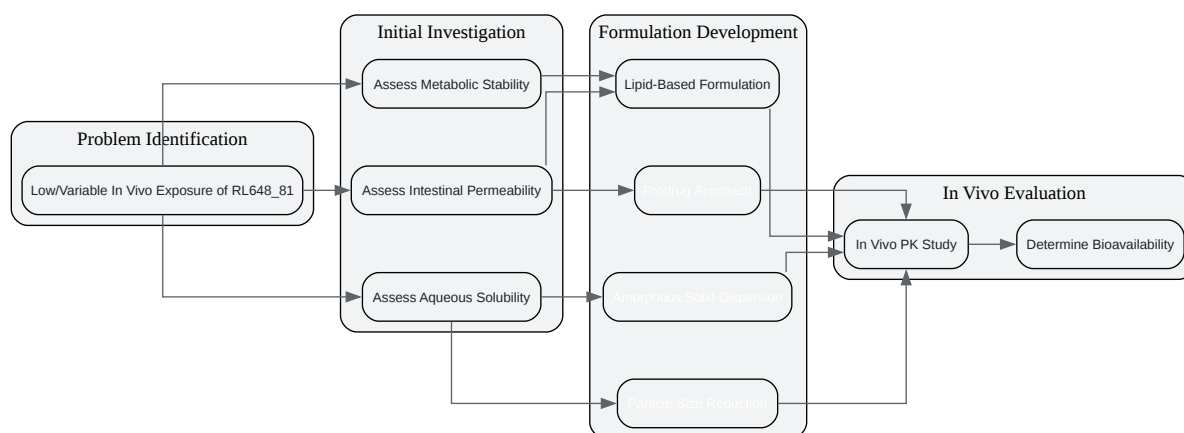 Problem Identification
Low/Variable In Vivo Exposure of RL648_81
Initial Investigation
Assess Metabolic Stability
Assess Intestinal Permeability
Assess Aqueous Solubility
Formulation Development
Lipid-Based Formulation
Prodrug Approach
Amorphous Solid Dispersion
Particle Size Reduction
In Vivo Evaluation
In Vivo PK Study
Determine Bioavailability